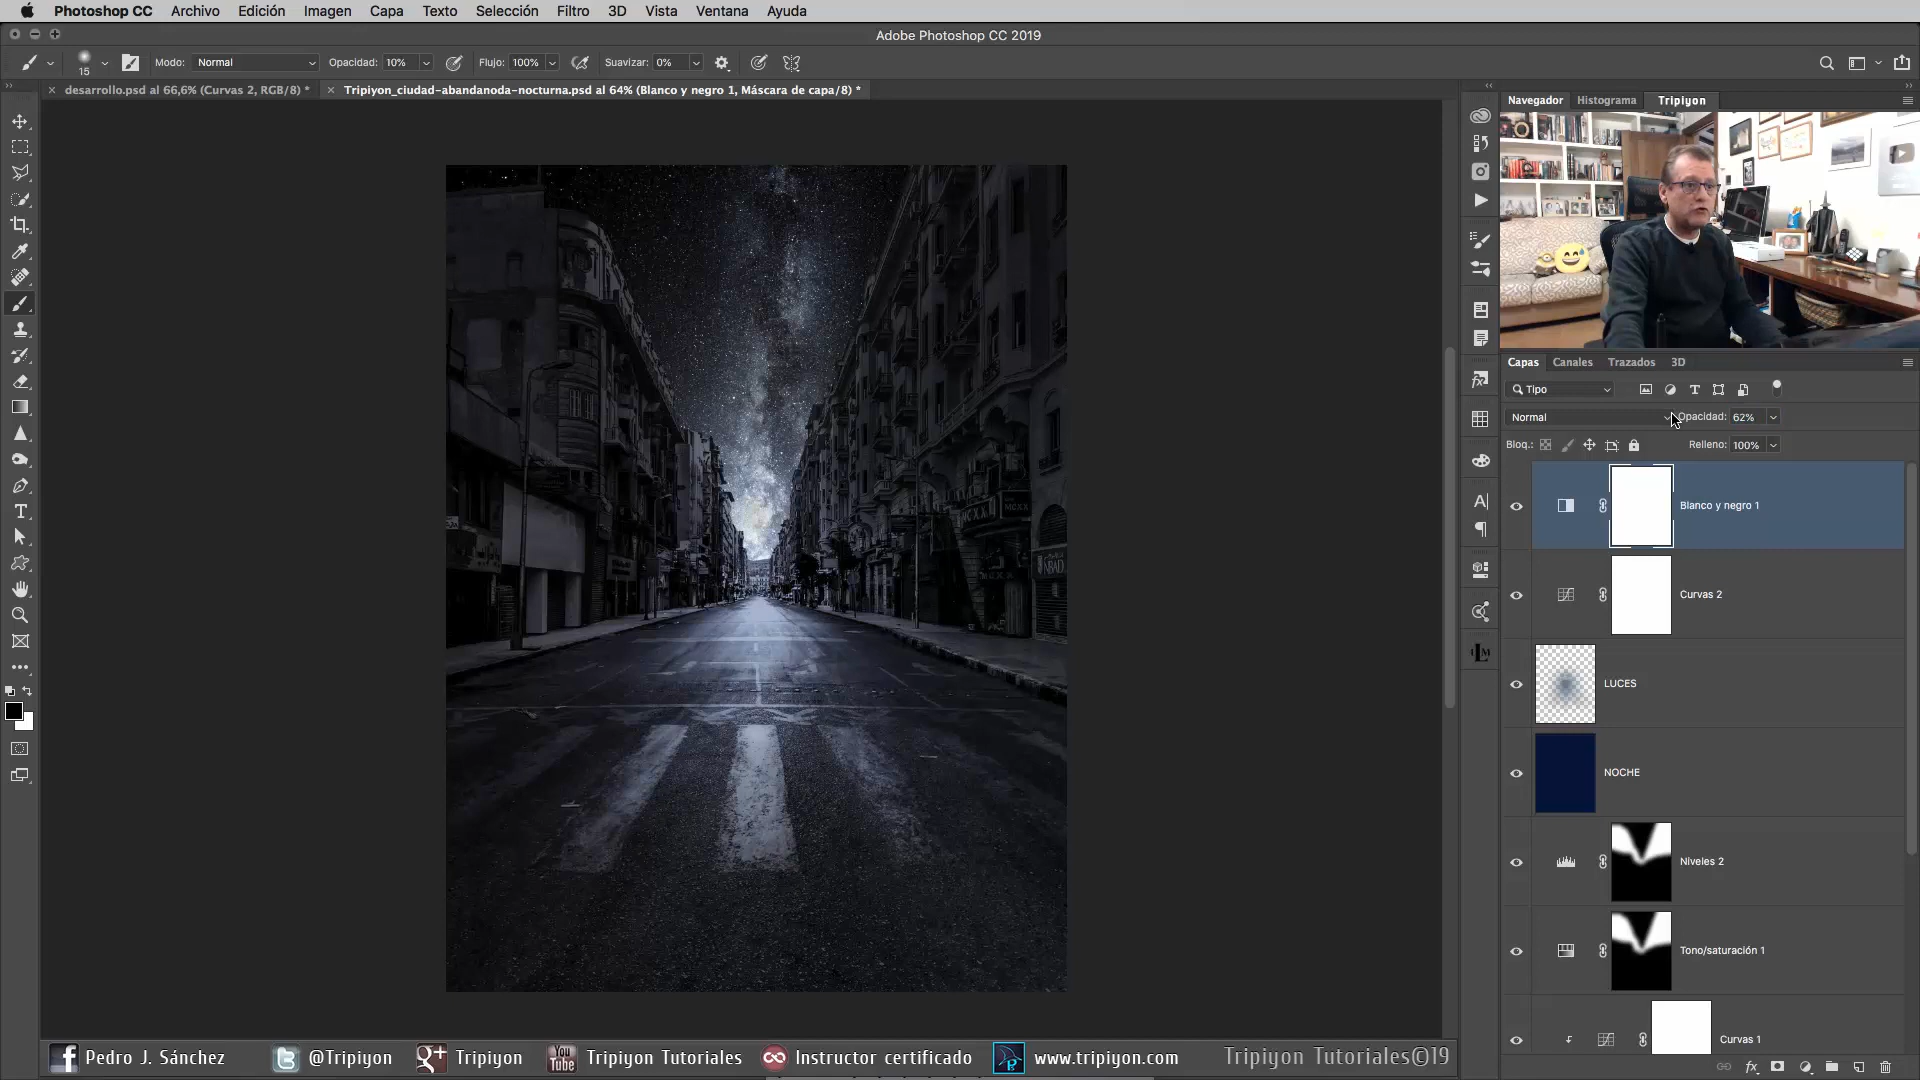 Photoshop CC Archivo Edición Imagen Capa Texto Selección Filtro 3D Vista Ventana Ayuda
Adobe Photoshop CC 2019
15 Modo: Normal Opacidad: 10% Flujo: 100% Suavizar: 0%
desarrollo.psd al 66,6% (Curvas 2, RGB/8) *
Tripiyon_ciudad-abandanoda-nocturna.psd al 64% (Blanco y negro 1, Máscara de capa/8) *
Navegador Histograma Tripiyon
Capas Canales Trazados 3D
Tipo
Normal Opacidad: 62%
Bloq.: Relleno: 100%
Blanco y negro 1
Curvas 2
LUCES
NOCHE
Niveles 2
Tono/saturación 1
Curvas 1
Pedro J. Sánchez @Tripiyon Tripiyon You Tube Tripiyon Tutoriales Instructor certificado www.tripiyon.com Tripiyon Tutoriales©19